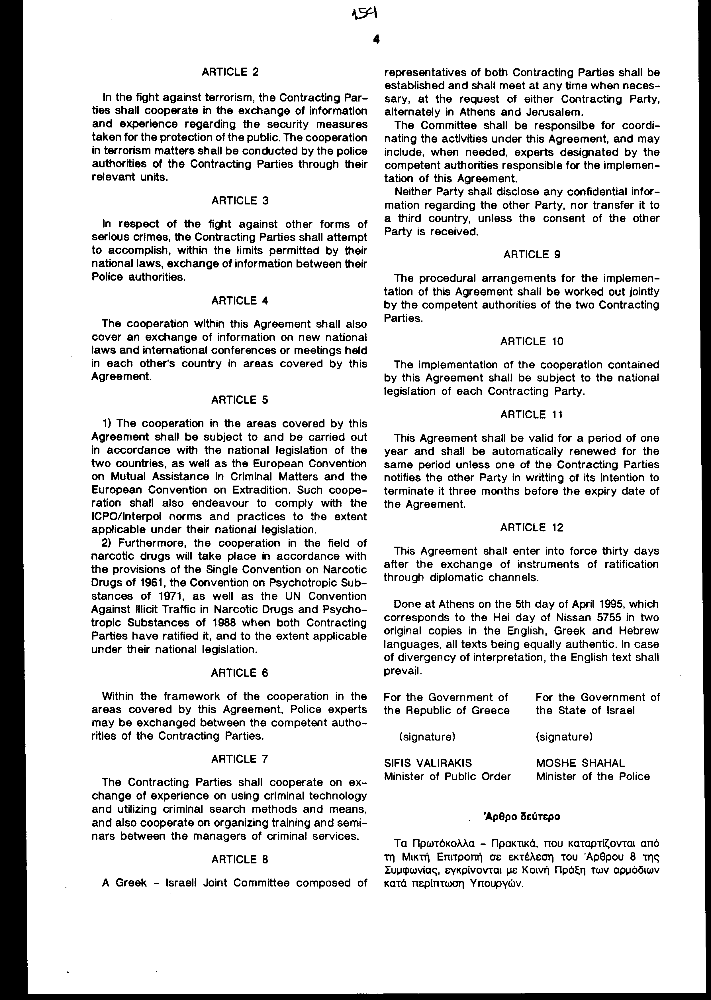 154
4
ARTICLE 2
In the fight against terrorism, the Contracting Par-
ties shall cooperate in the exchange of information
and experience regarding the security measures
taken for the protection of the public. The cooperation
in terrorism matters shall be conducted by the police
authorities of the Contracting Parties through their
relevant units.
ARTICLE 3
In respect of the fight against other forms of
serious crimes, the Contracting Parties shall attempt
to accomplish, within the limits permitted by their
national laws, exchange of information between their
Police authorities.
ARTICLE 4
The cooperation within this Agreement shall also
cover an exchange of information on new national
laws and international conferences or meetings held
in each other's country in areas covered by this
Agreement.
ARTICLE 5
1) The cooperation in the areas covered by this
Agreement shall be subject to and be carried out
in accordance with the national legislation of the
two countries, as well as the European Convention
on Mutual Assistance in Criminal Matters and the
European Convention on Extradition. Such coope-
ration shall also endeavour to comply with the
ICPO/Interpol norms and practices to the extent
applicable under their national legislation.
2) Furthermore, the cooperation in the field of
narcotic drugs will take place in accordance with
the provisions of the Single Convention on Narcotic
Drugs of 1961, the Convention on Psychotropic Sub-
stances of 1971, as well as the UN Convention
Against Illicit Traffic in Narcotic Drugs and Psycho-
tropic Substances of 1988 when both Contracting
Parties have ratified it, and to the extent applicable
under their national legislation.
ARTICLE 6
Within the framework of the cooperation in the
areas covered by this Agreement, Police experts
may be exchanged between the competent autho-
rities of the Contracting Parties.
ARTICLE 7
The Contracting Parties shall cooperate on ex-
change of experience on using criminal technology
and utilizing criminal search methods and means,
and also cooperate on organizing training and semi-
nars between the managers of criminal services.
ARTICLE 8
A Greek - Israeli Joint Committee composed of
representatives of both Contracting Parties shall be
established and shall meet at any time when neces-
sary, at the request of either Contracting Party,
alternately in Athens and Jerusalem.
The Committee shall be responsilbe for coordi-
nating the activities under this Agreement, and may
include, when needed, experts designated by the
competent authorities responsible for the implemen-
tation of this Agreement.
Neither Party shall disclose any confidential infor-
mation regarding the other Party, nor transfer it to
a third country, unless the consent of the other
Party is received.
ARTICLE 9
The procedural arrangements for the implemen-
tation of this Agreement shall be worked out jointly
by the competent authorities of the two Contracting
Parties.
ARTICLE 10
The implementation of the cooperation contained
by this Agreement shall be subject to the national
legislation of each Contracting Party.
ARTICLE 11
This Agreement shall be valid for a period of one
year and shall be automatically renewed for the
same period unless one of the Contracting Parties
notifies the other Party in writting of its intention to
terminate it three months before the expiry date of
the Agreement.
ARTICLE 12
This Agreement shall enter into force thirty days
after the exchange of instruments of ratification
through diplomatic channels.
Done at Athens on the 5th day of April 1995, which
corresponds to the Hei day of Nissan 5755 in two
original copies in the English, Greek and Hebrew
languages, all texts being equally authentic. In case
of divergency of interpretation, the English text shall
prevail.
For the Government of For the Government of
the Republic of Greece the State of Israel
(signature) (signature)
SIFIS VALIRAKIS MOSHE SHAHAL
Minister of Public Order Minister of the Police
'Αρθρο δεύτερο
Τα Πρωτόκολλα - Πρακτικά, που καταρτίζονται από
τη Μικτή Επιτροπή σε εκτέλεση του 'Αρθρου 8 της
Συμφωνίας, εγκρίνονται με Κοινή Πράξη των αρμόδιων
κατά περίπτωση Υπουργών.